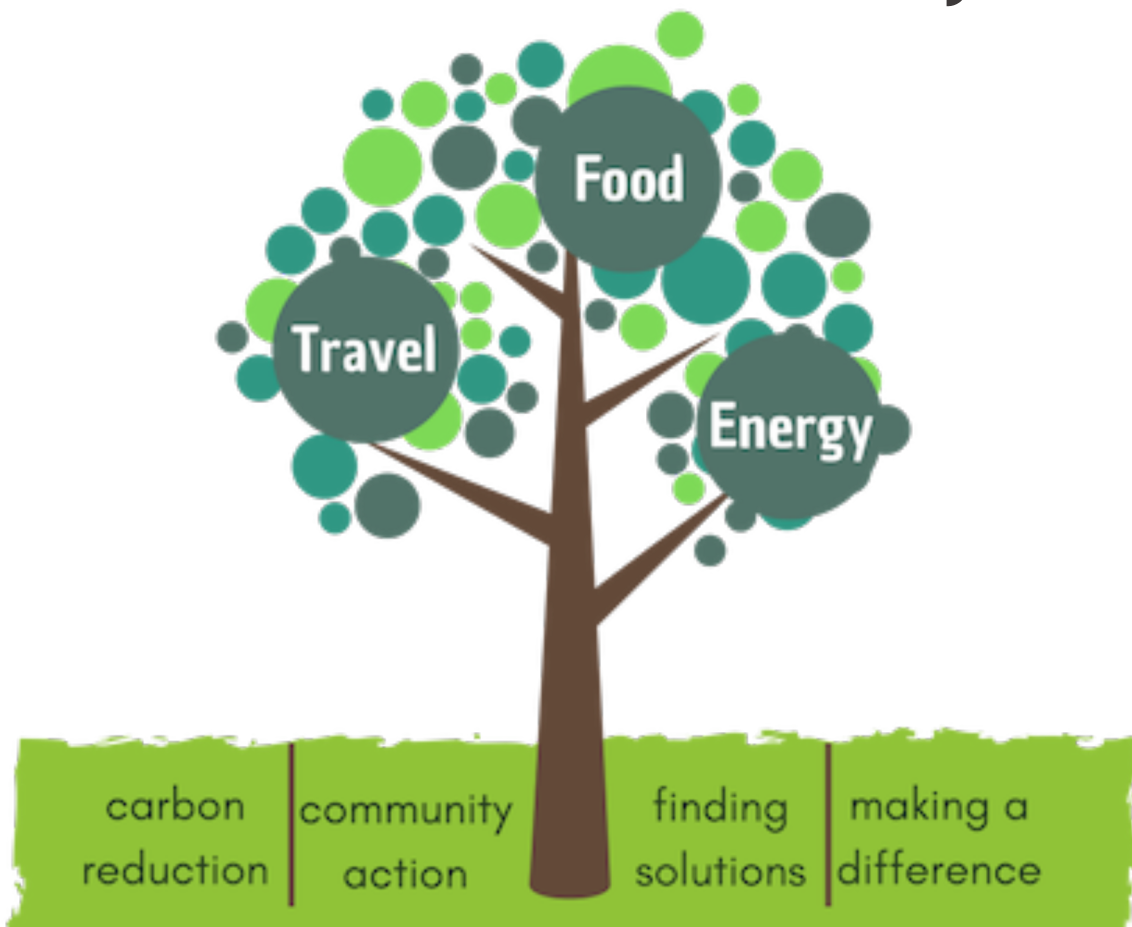 Food
Travel
Energy
carbon
reduction
community
action
finding
solutions
making a
difference